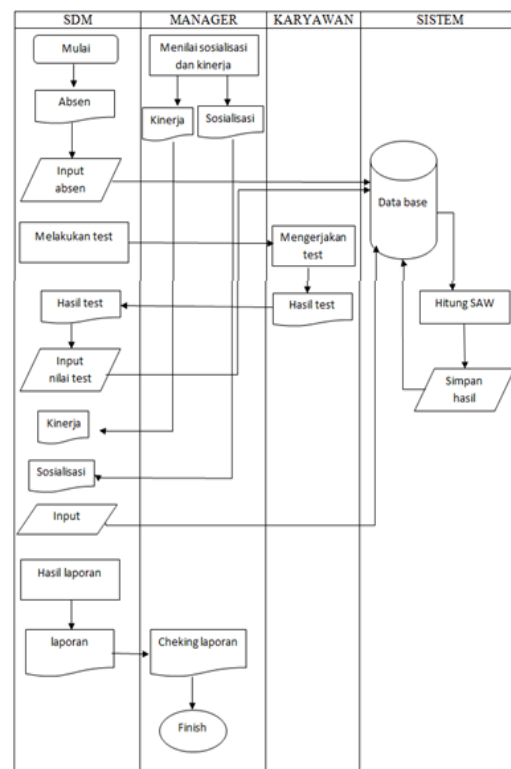 SDM
MANAGER
KARYAWAN
SISTEM
Mulai
Menilai sosialisasi
dan kinerja
Absen
Kinerja
Sosialisasi
Input
absen
Data base
Melakukan test
Mengerjakan
test
Hasil test
Hasil test
Hitung SAW
Input
nilai test
Simpan
hasil
Kinerja
Sosialisasi
Input
Hasil laporan
laporan
Cheking laporan
Finish